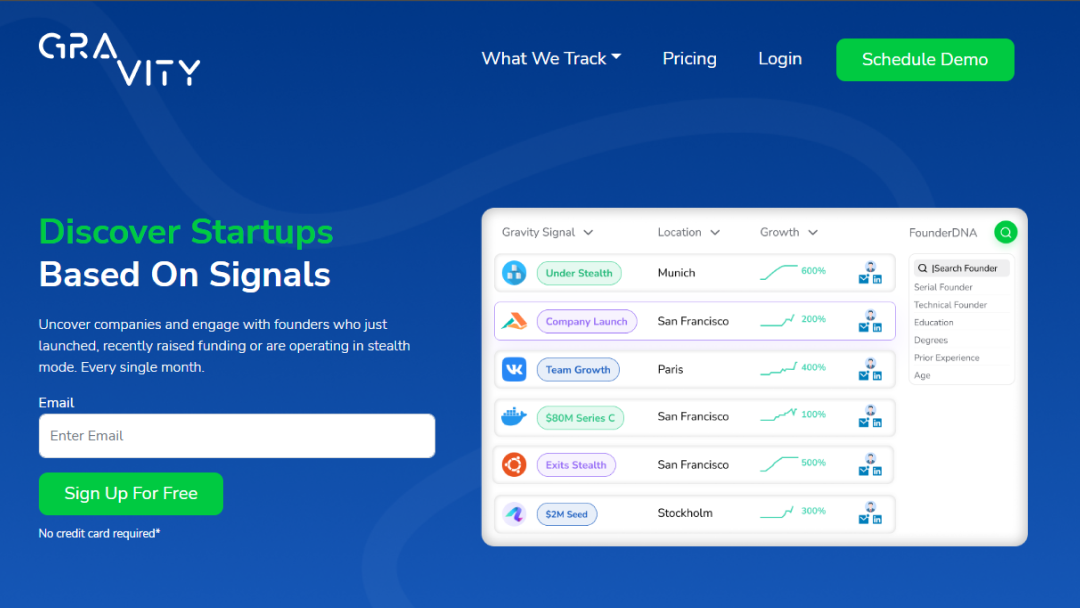 GRA
VITY
What We Track
Pricing
Login
Schedule Demo
Discover Startups
Based On Signals
Uncover companies and engage with founders who just
launched, recently raised funding or are operating in stealth
mode. Every single month.
Email
Enter Email
Sign Up For Free
No credit card required*
Gravity Signal
Location
Growth
FounderDNA
Under Stealth
Munich
600%
Company Launch
San Francisco
200%
Team Growth
Paris
400%
$80M Series C
San Francisco
100%
Exits Stealth
San Francisco
500%
$2M Seed
Stockholm
300%
|Search Founder
Serial Founder
Technical Founder
Education
Degrees
Prior Experience
Age